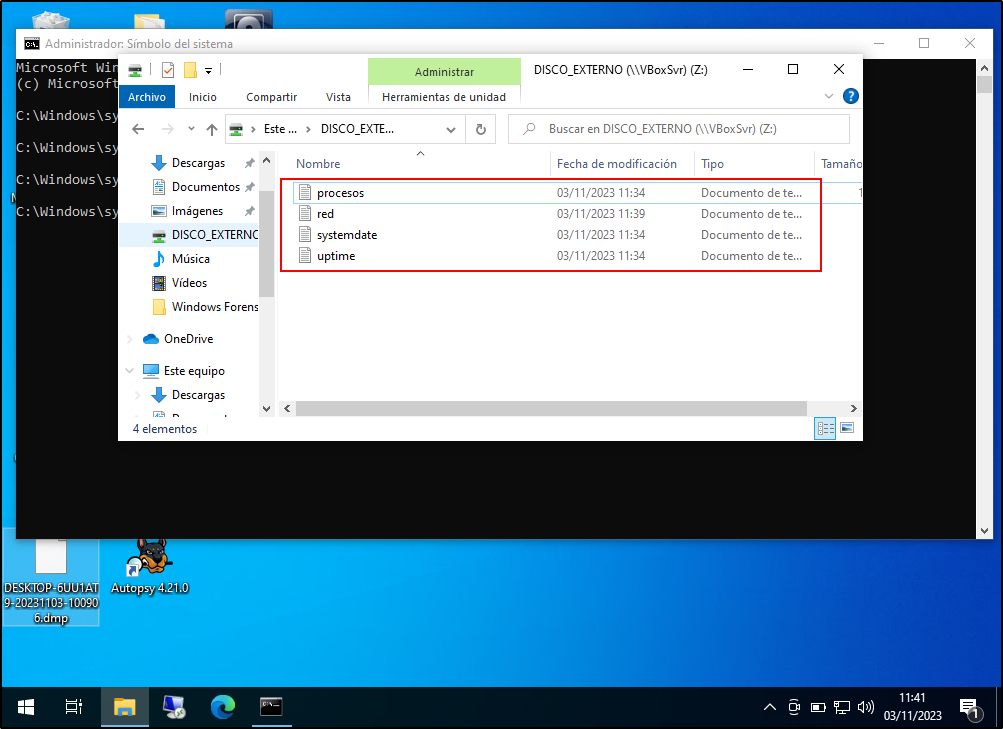 Administrador: Símbolo del sistema
Microsoft Win
(c) Microsoft
C:\Windows\sy
C:\Windows\sy
C:\Windows\sy
C:\Windows\sy
Administrar
DISCO_EXTERNO (\\VBoxSvr) (Z:)
Archivo
Inicio
Compartir
Vista
Herramientas de unidad
Este ...
DISCO_EXTE...
Buscar en DISCO_EXTERNO (\\VBoxSvr) (Z:)
Nombre
Fecha de modificación
Tipo
Tamaño
procesos 03/11/2023 11:34 Documento de te... 1
red 03/11/2023 11:39 Documento de te...
systemdate 03/11/2023 11:34 Documento de te...
uptime 03/11/2023 11:34 Documento de te...
Descargas
Documentos
Imágenes
DISCO_EXTERNO
Música
Vídeos
Windows Forens
OneDrive
Este equipo
Descargas
4 elementos
DESKTOP-6UU1AT
9-20231103-10090
6.dmp
Autopsy 4.21.0
11:41
03/11/2023
1